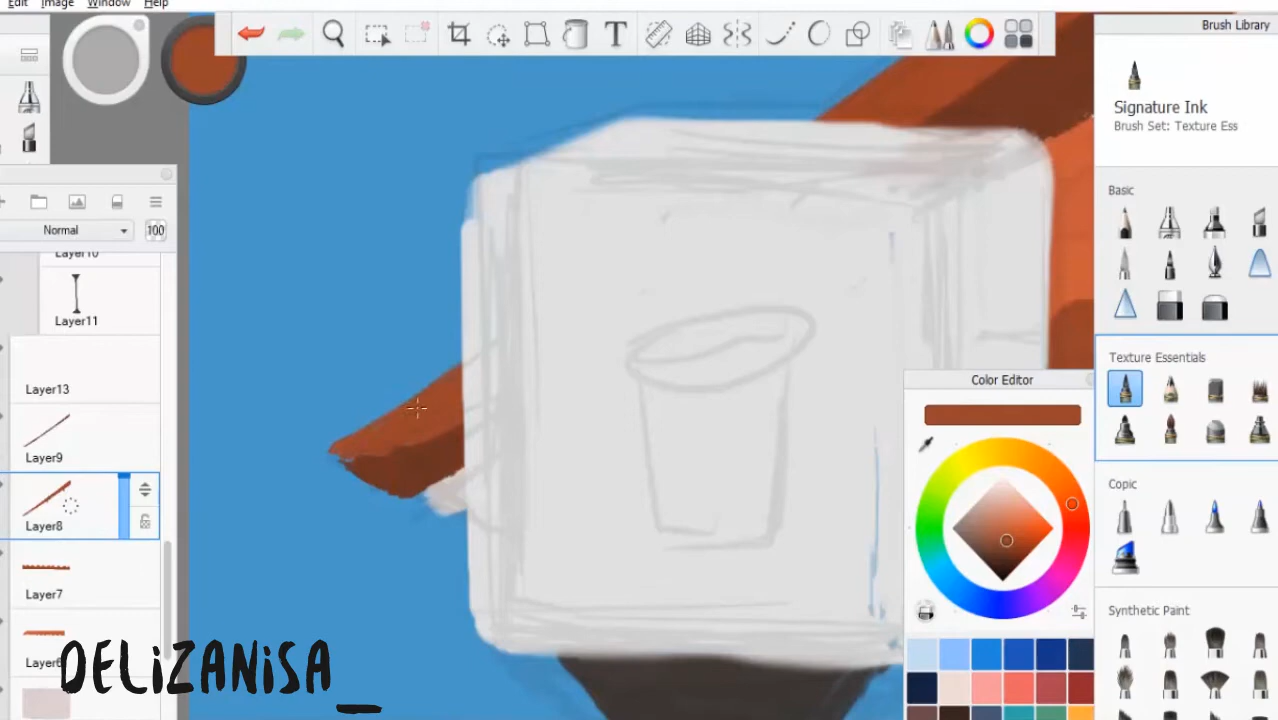 Edit Image Window Help
T
Brush Library
Signature Ink
Brush Set: Texture Ess
Basic
Normal
100
Layer10
Layer11
Layer13
Layer9
Layer8
Layer7
Layer6
Texture Essentials
Color Editor
Copic
Synthetic Paint
DELiZANiSA_